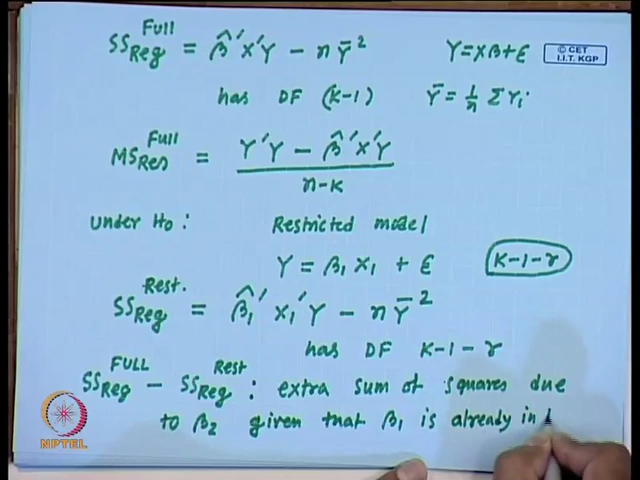 SS_Reg^Full = β̂'X'Y − nȲ²    Y=Xβ+ε
© CET
I.I.T. KGP
has DF (K-1)    Ȳ = 1/n Σ Yi
MS_Res^Full = (Y'Y − β̂'X'Y) / (n-K)
Under H0 :    Restricted model
Y = β1 X1 + ε    K-1-r
SS_Reg^Rest. = β̂1' X1'Y − nȲ²
has DF K-1-r
SS_Reg^FULL − SS_Reg^Rest : extra sum of squares due
to β2 given that β1 is already in
NPTEL